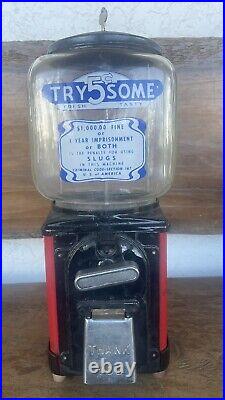 TRY 5¢ SOME
FRESH TASTY
$1,000.00 FINE
or
1 YEAR IMPRISONMENT
or BOTH
IS THE PENALTY FOR USING
SLUGS
IN THIS MACHINE
CRIMINAL CODE-SECTION 168
U.S. of AMERICA
THANK